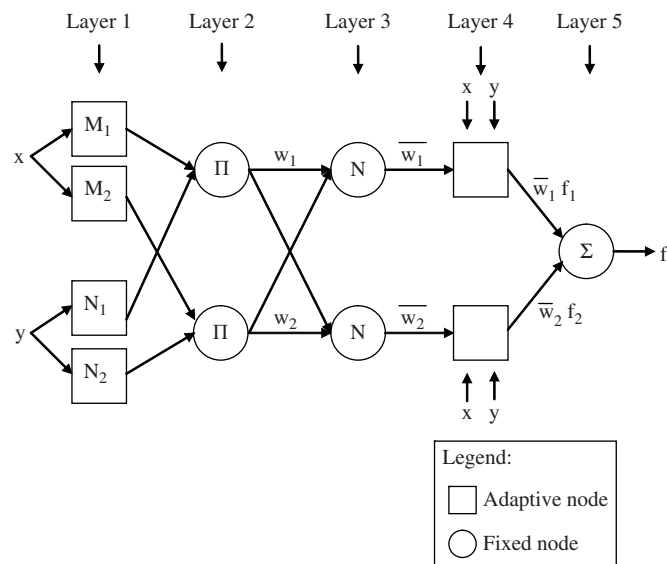 Layer 1 Layer 2 Layer 3 Layer 4 Layer 5
x y
M₁
x
Π w₁ N w̅₁
M₂
w̅₁ f₁
Σ f
N₁
y
Π w₂ N w̅₂
w̅₂ f₂
N₂
x y
Legend:
Adaptive node
Fixed node